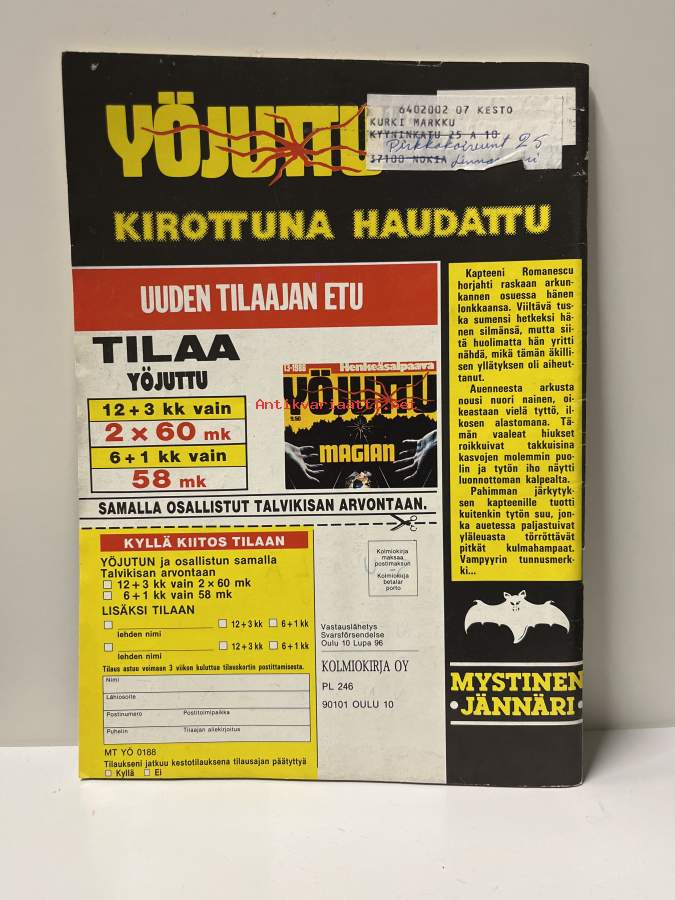 YÖJUTTU
6402002 07 KESTO
KURKI MARKKU
KYYNINKATU 25 A 10
25
37100 NOKIA
KIROTTUNA HAUDATTU
UUDEN TILAAJAN ETU
TILAA
YÖJUTTU
12+3 kk vain
2 × 60 mk
6+1 kk vain
58 mk
13-1988
Henkeäsalpaava
YÖJUTTU
9.50
MAGIAN
Antikvariaatti.Sei
SAMALLA OSALLISTUT TALVIKISAN ARVONTAAN.
KYLLÄ KIITOS TILAAN
YÖJUTUN ja osallistun samalla
Talvikisan arvontaan
12+3 kk vain 2×60 mk
6+1 kk vain 58 mk
LISÄKSI TILAAN
12+3 kk 6+1 kk
lehden nimi
12+3 kk 6+1 kk
lehden nimi
Tilaus astuu voimaan 3 viikon kuluttua tilauskortin postittamisesta.
Nimi
Lähiosoite
Postinumero Postitoimipaikka
Puhelin Tilaajan allekirjoitus
MT YÖ 0188
Tilaukseni jatkuu kestotilauksena tilausajan päätyttyä
Kyllä Ei
Kolmiokirja
maksaa
postimaksun
—
Kolmiokirja
betalar
porto
Vastauslähetys
Svarsförsendelse
Oulu 10 Lupa 96
KOLMIOKIRJA OY
PL 246
90101 OULU 10
Kapteeni Romanescu
horjahti raskaan arkun-
kannen osuessa hänen
lonkkaansa. Viiltävä tus-
ka sumensi hetkeksi hä-
nen silmänsä, mutta sii-
tä huolimatta hän yritti
nähdä, mikä tämän äkilli-
sen yllätyksen oli aiheut-
tanut.
Auenneesta arkusta
nousi nuori nainen, oi-
keastaan vielä tyttö, il-
kosen alastomana. Tä-
män vaaleat hiukset
roikkuivat takkuisina
kasvojen molemmin puo-
lin ja tytön iho näytti
luonnottoman kalpealta.
Pahimman järkytyk-
sen kapteenille tuotti
kuitenkin tytön suu, jon-
ka auetessa paljastuivat
yläleuasta törröttävät
pitkät kulmahampaat.
Vampyyrin tunnusmer-
ki...
MYSTINEN
• JÄNNÄRI •